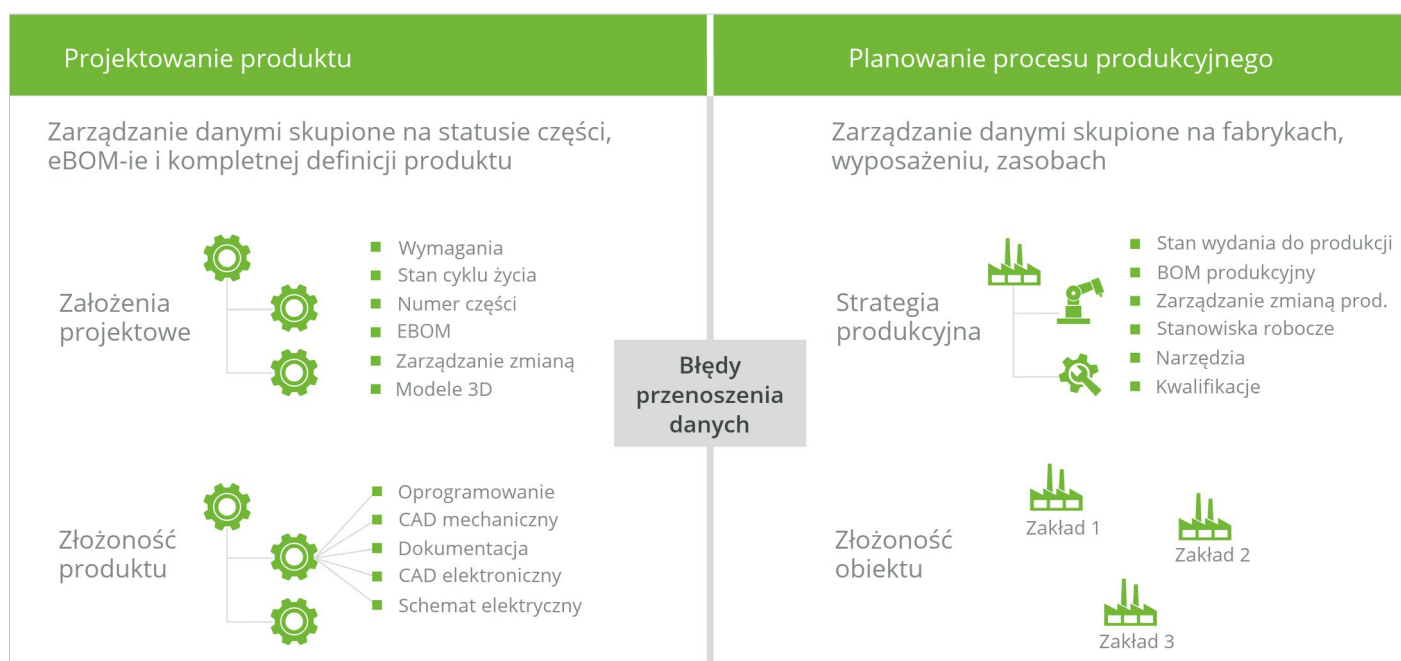 Projektowanie produktu
Zarządzanie danymi skupione na statusie części,
eBOM-ie i kompletnej definicji produktu
Założenia
projektowe
Wymagania
Stan cyklu życia
Numer części
EBOM
Zarządzanie zmianą
Modele 3D
Złożoność
produktu
Oprogramowanie
CAD mechaniczny
Dokumentacja
CAD elektroniczny
Schemat elektryczny
Błędy
przenoszenia
danych
Planowanie procesu produkcyjnego
Zarządzanie danymi skupione na fabrykach,
wyposażeniu, zasobach
Strategia
produkcyjna
Stan wydania do produkcji
BOM produkcyjny
Zarządzanie zmianą prod.
Stanowiska robocze
Narzędzia
Kwalifikacje
Złożoność
obiektu
Zakład 1
Zakład 2
Zakład 3